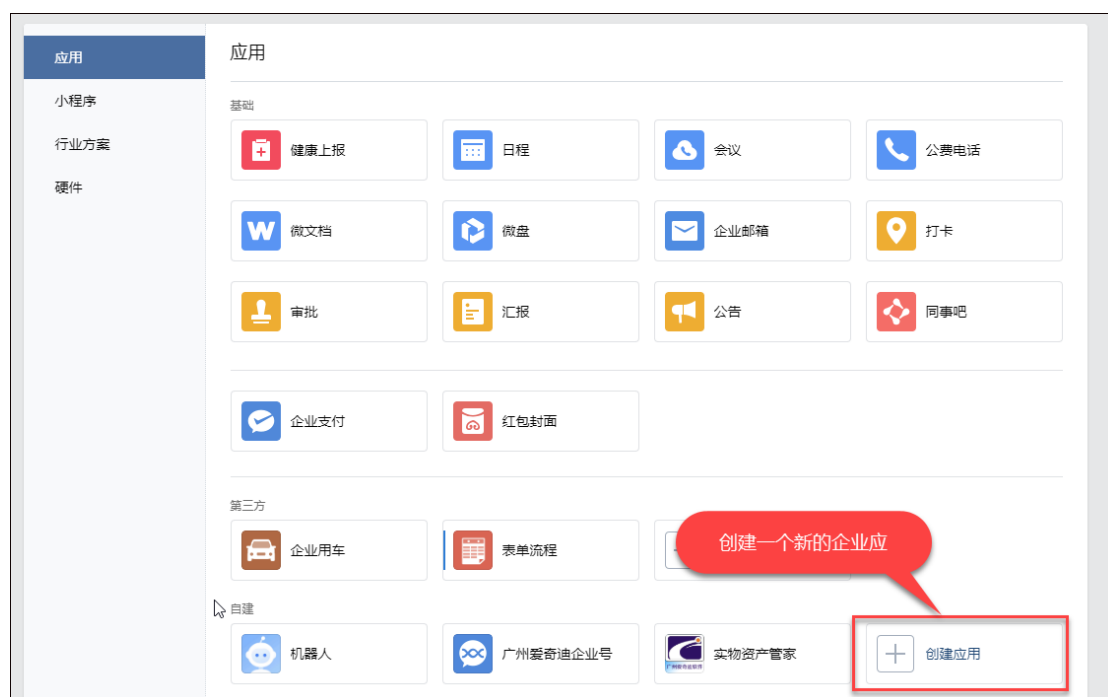 应用
小程序
行业方案
硬件
应用
基础
健康上报
日程
会议
公费电话
微文档
微盘
企业邮箱
打卡
审批
汇报
公告
同事吧
企业支付
红包封面
第三方
企业用车
表单流程
创建一个新的企业应
自建
机器人
广州爱奇迪企业号
实物资产管家
创建应用